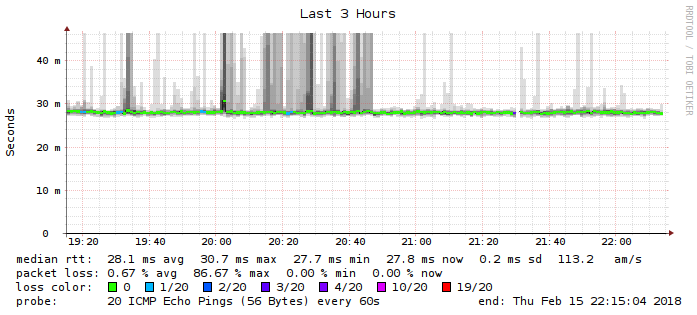 Last 3 Hours
RRDTOOL / TOBI OETIKER
Seconds
40 m
30 m
20 m
10 m
0
19:20 19:40 20:00 20:20 20:40 21:00 21:20 21:40 22:00
median rtt: 28.1 ms avg 30.7 ms max 27.7 ms min 27.8 ms now 0.2 ms sd 113.2 am/s
packet loss: 0.67 % avg 86.67 % max 0.00 % min 0.00 % now
loss color: 0 1/20 2/20 3/20 4/20 10/20 19/20
probe: 20 ICMP Echo Pings (56 Bytes) every 60s end: Thu Feb 15 22:15:04 2018